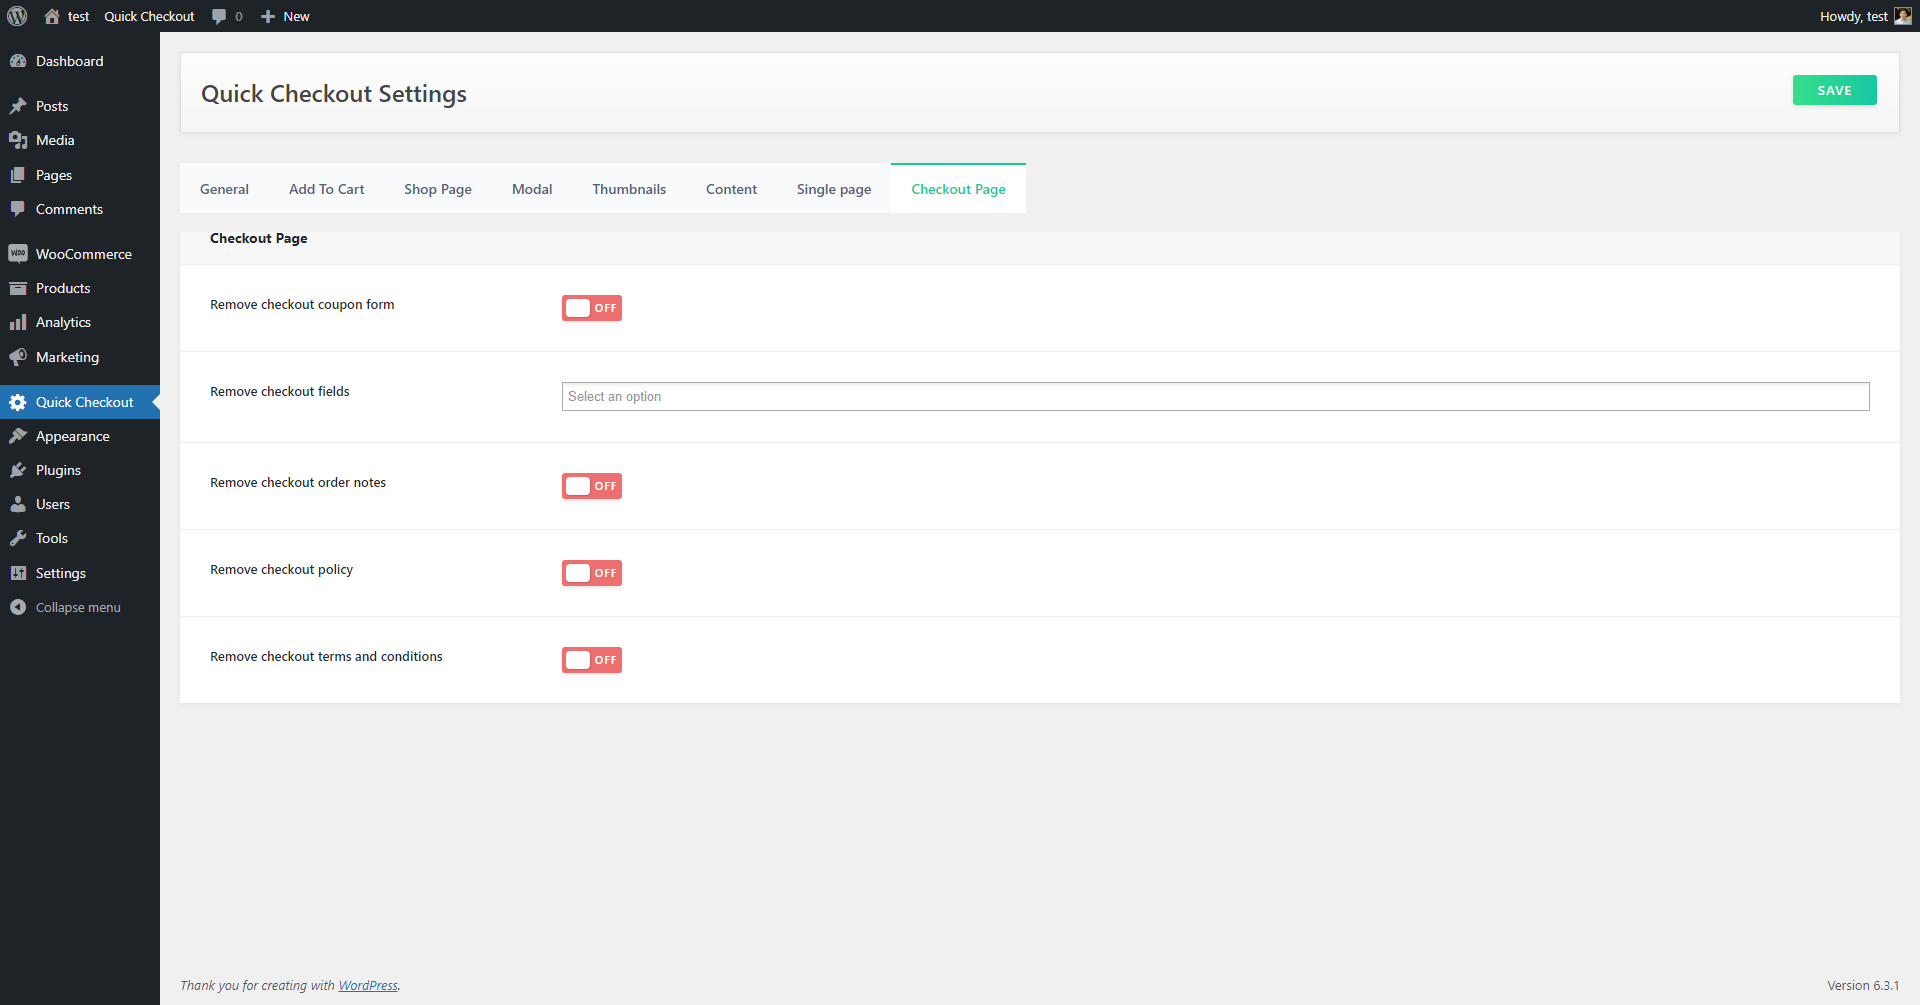 test Quick Checkout 0 New Howdy, test
Dashboard
Posts
Media
Pages
Comments
WooCommerce
Products
Analytics
Marketing
Quick Checkout
Appearance
Plugins
Users
Tools
Settings
Collapse menu
Quick Checkout Settings
SAVE
General Add To Cart Shop Page Modal Thumbnails Content Single page Checkout Page
Checkout Page
Remove checkout coupon form OFF
Remove checkout fields Select an option
Remove checkout order notes OFF
Remove checkout policy OFF
Remove checkout terms and conditions OFF
Thank you for creating with WordPress. Version 6.3.1